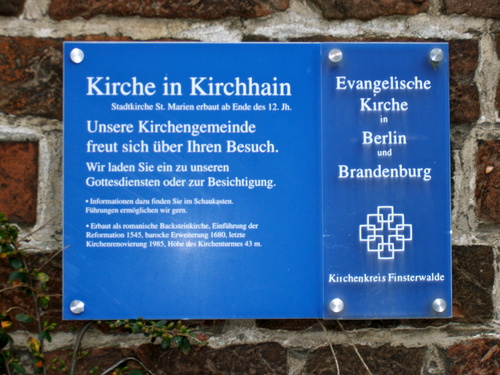 Kirche in Kirchhain
Stadtkirche St. Marien erbaut ab Ende des 12. Jh.
Unsere Kirchengemeinde
freut sich über Ihren Besuch.
Wir laden Sie ein zu unseren
Gottesdiensten oder zur Besichtigung.
• Informationen dazu finden Sie im Schaukasten.
Führungen ermöglichen wir gern.
• Erbaut als romanische Backsteinkirche, Einführung der
Reformation 1545, barocke Erweiterung 1680, letzte
Kirchenrenovierung 1985, Höhe des Kirchenturmes 43 m.
Evangelische
Kirche
in
Berlin
und
Brandenburg
Kirchenkreis Finsterwalde